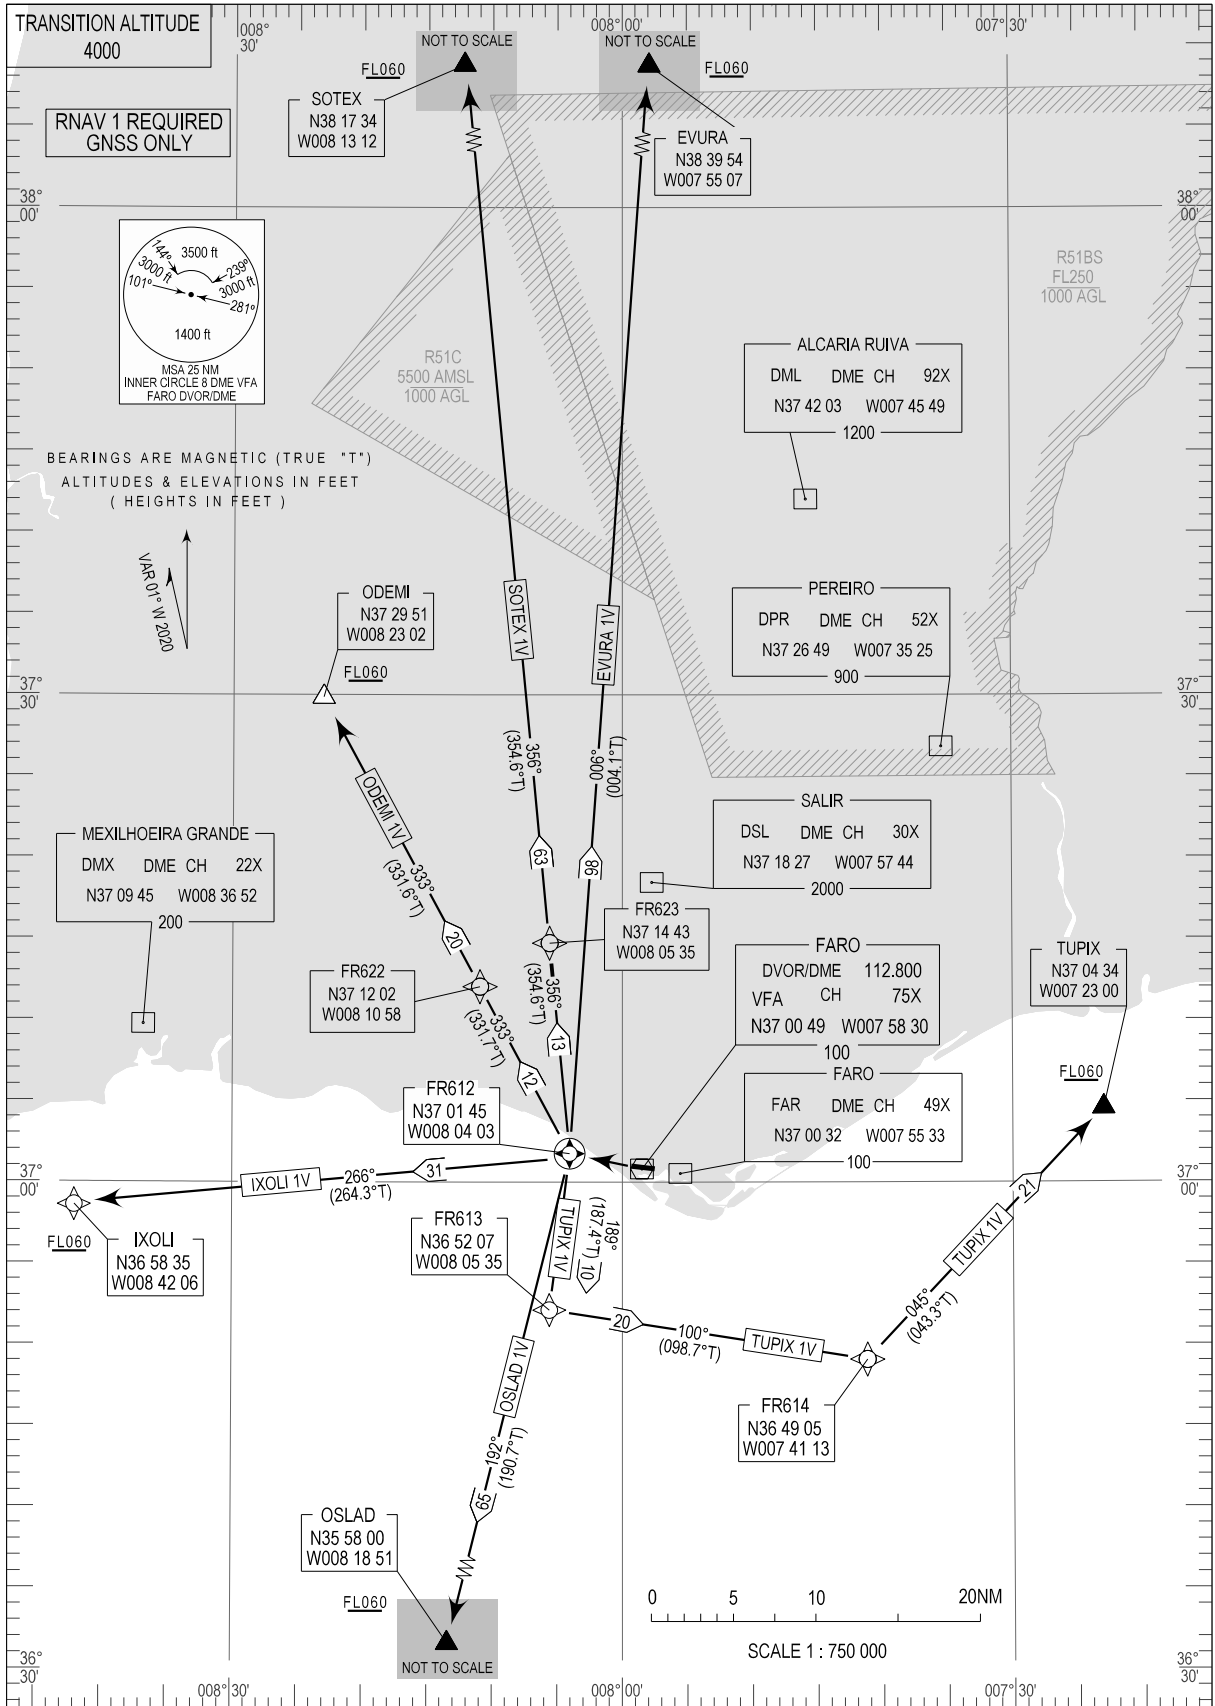 TRANSITION ALTITUDE
4000
008°
30'
008°00'
007°30'
NOT TO SCALE
NOT TO SCALE
FL060
FL060
SOTEX
N38 17 34
W008 13 12
EVURA
N38 39 54
W007 55 07
RNAV 1 REQUIRED
GNSS ONLY
38°
00'
38°
00'
144°
3500 ft
239°
3000 ft
3000 ft
101°
281°
1400 ft
MSA 25 NM
INNER CIRCLE 8 DME VFA
FARO DVOR/DME
R51BS
FL250
1000 AGL
R51C
5500 AMSL
1000 AGL
ALCARIA RUIVA
DML DME CH 92X
N37 42 03 W007 45 49
1200
BEARINGS ARE MAGNETIC (TRUE "T")
ALTITUDES & ELEVATIONS IN FEET
( HEIGHTS IN FEET )
VAR 01° W 2020
ODEMI
N37 29 51
W008 23 02
FL060
SOTEX 1V
EVURA 1V
PEREIRO
DPR DME CH 52X
N37 26 49 W007 35 25
900
37°
30'
37°
30'
356°
(354.6°T)
006°
(004.1°T)
ODEMI 1V
SALIR
DSL DME CH 30X
N37 18 27 W007 57 44
2000
MEXILHOEIRA GRANDE
DMX DME CH 22X
N37 09 45 W008 36 52
200
63
98
333°
(331.6°T)
20
FR623
N37 14 43
W008 05 35
FR622
N37 12 02
W008 10 58
356°
(354.6°T)
13
333°
(331.7°T)
12
FARO
DVOR/DME 112.800
VFA CH 75X
N37 00 49 W007 58 30
100
TUPIX
N37 04 34
W007 23 00
FL060
FARO
FAR DME CH 49X
N37 00 32 W007 55 33
100
FR612
N37 01 45
W008 04 03
37°
00'
37°
00'
IXOLI 1V
266°
(264.3°T)
31
FL060
IXOLI
N36 58 35
W008 42 06
FR613
N36 52 07
W008 05 35
TUPIX 1V
189°
(187.4°T) 10
21
TUPIX 1V
045°
(043.3°T)
20
100°
(098.7°T)
TUPIX 1V
OSLAD 1V
FR614
N36 49 05
W007 41 13
192°
(190.7°T)
65
OSLAD
N35 58 00
W008 18 51
FL060
NOT TO SCALE
0 5 10 20NM
SCALE 1 : 750 000
36°
30'
36°
30'
008°30'
008°00'
007°30'